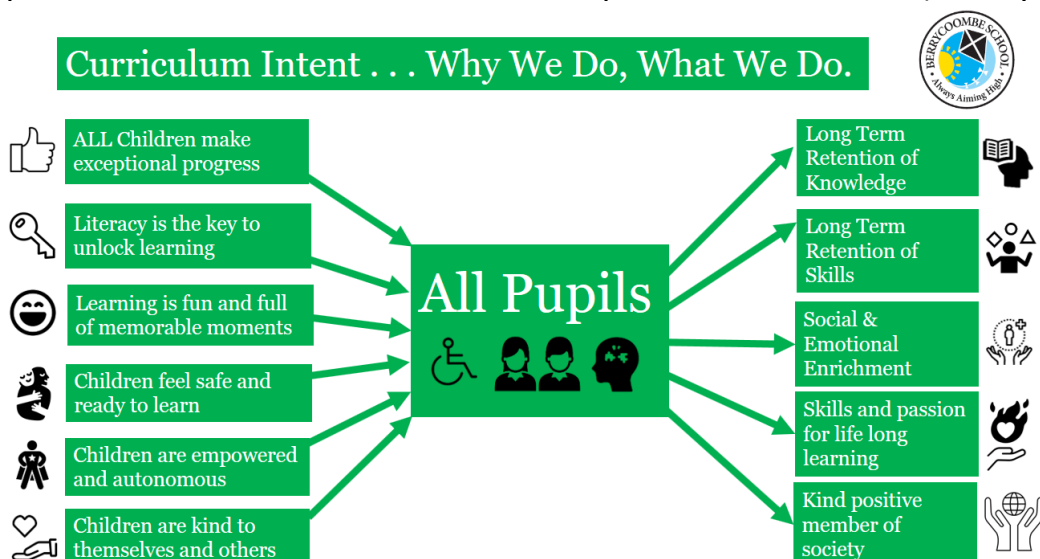 Curriculum Intent . . . Why We Do, What We Do.
BERRYCOOMBE SCHOOL
Always Aiming High
ALL Children make
exceptional progress
Literacy is the key to
unlock learning
Learning is fun and full
of memorable moments
Children feel safe and
ready to learn
Children are empowered
and autonomous
Children are kind to
themselves and others
All Pupils
Long Term
Retention of
Knowledge
Long Term
Retention of
Skills
Social &
Emotional
Enrichment
Skills and passion
for life long
learning
Kind positive
member of
society